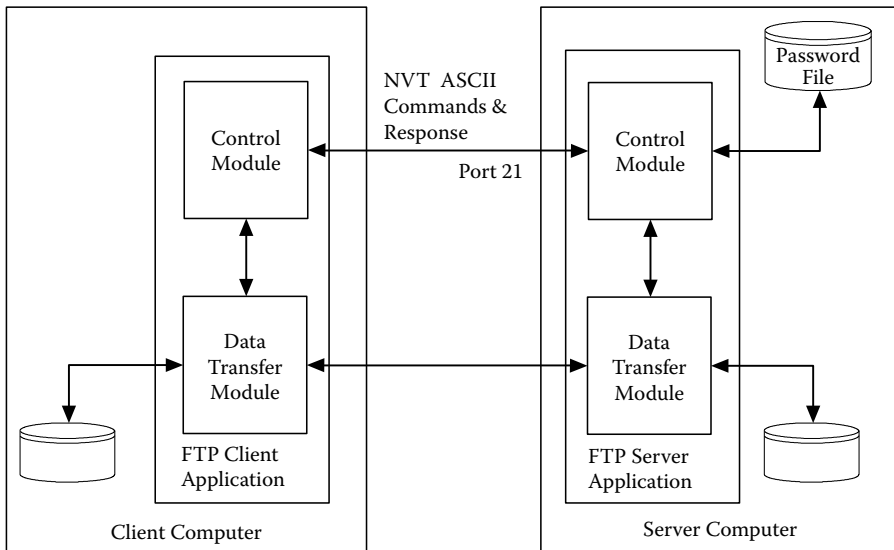 Password
File
NVT ASCII
Commands &
Response
Control
Module
Control
Module
Port 21
Data
Transfer
Module
Data
Transfer
Module
FTP Client
Application
FTP Server
Application
Client Computer
Server Computer